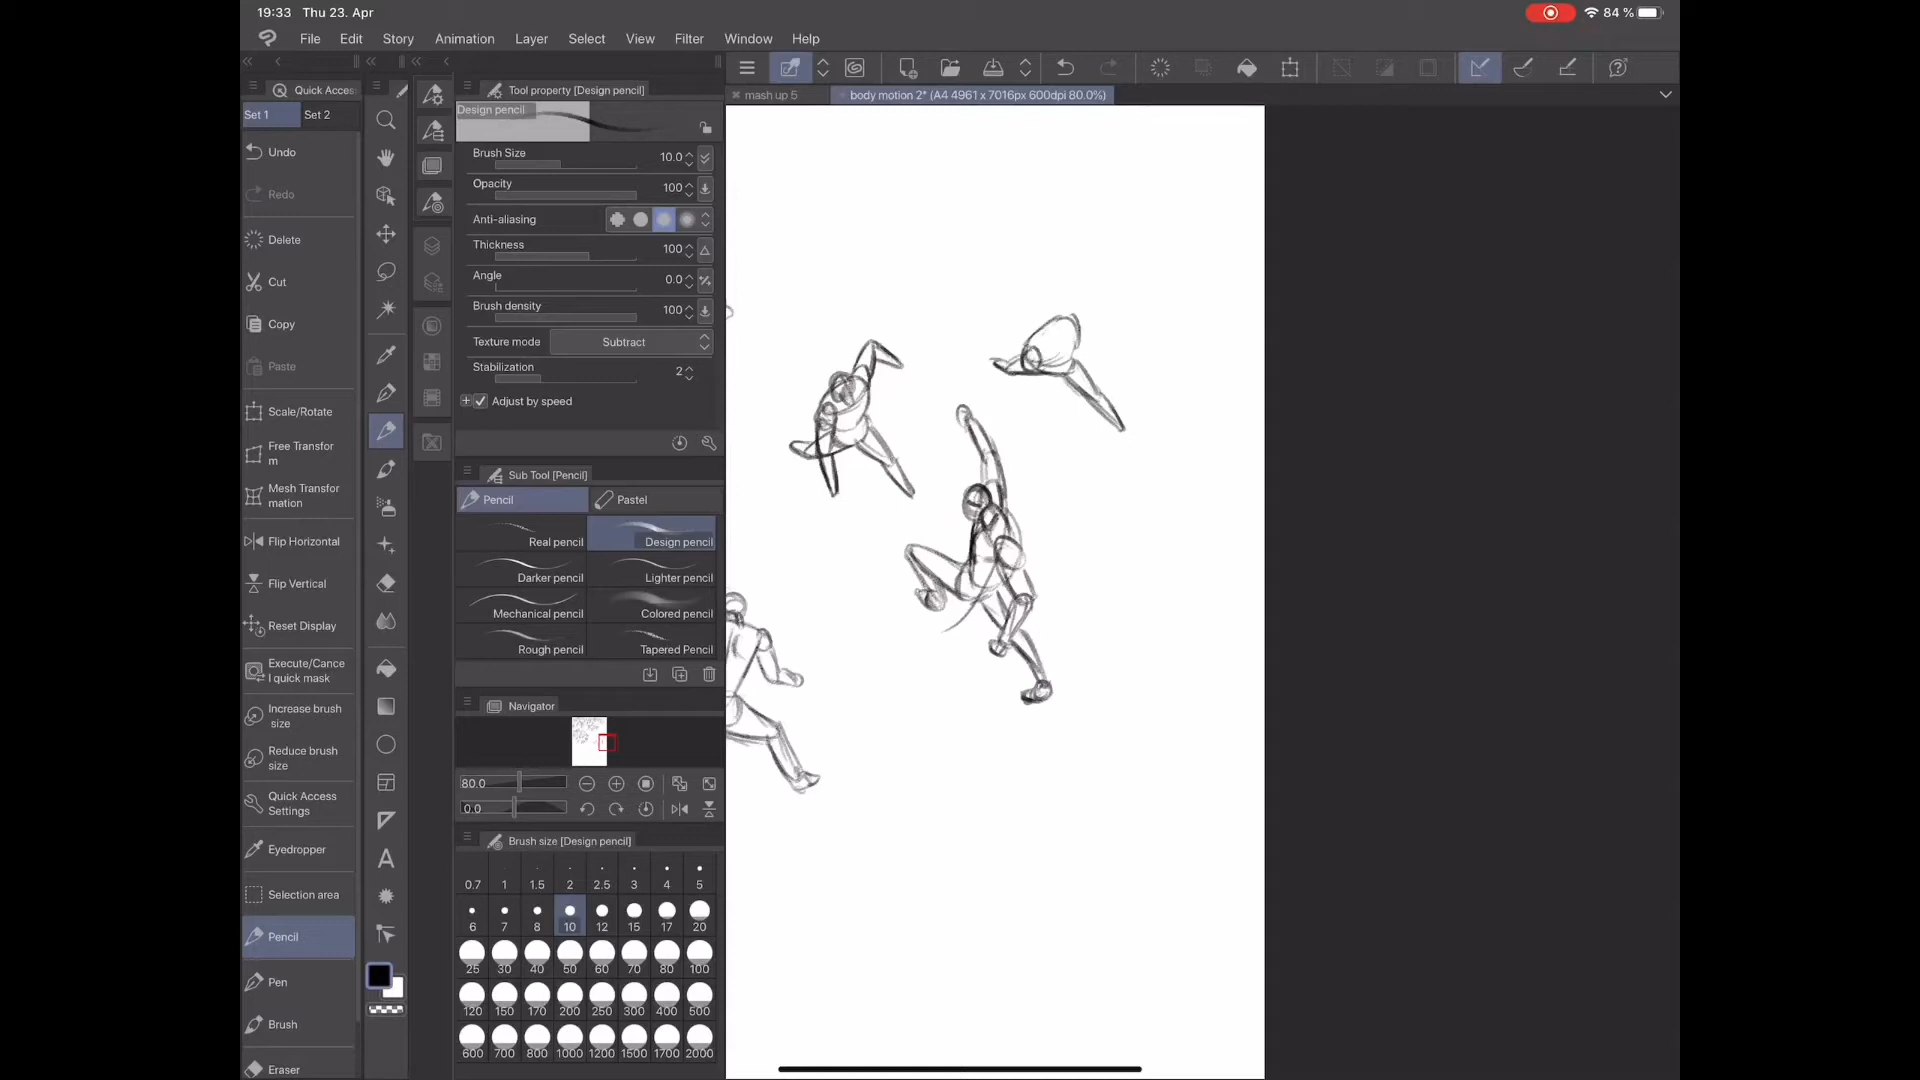 19:33 Thu 23. Apr
84 %
File Edit Story Animation Layer Select View Filter Window Help
Quick Acces
Set 1 Set 2
Undo
Redo
Delete
Cut
Copy
Paste
Scale/Rotate
Free Transfor
m
Mesh Transfor
mation
Flip Horizontal
Flip Vertical
Reset Display
Execute/Cance
l quick mask
Increase brush
size
Reduce brush
size
Quick Access
Settings
Eyedropper
Selection area
Pencil
Pen
Brush
Eraser
A
Tool property [Design pencil]
Design pencil
Brush Size 10.0
Opacity 100
Anti-aliasing
Thickness 100
Angle 0.0
Brush density 100
Texture mode Subtract
Stabilization 2
Adjust by speed
Sub Tool [Pencil]
Pencil Pastel
Real pencil Design pencil
Darker pencil Lighter pencil
Mechanical pencil Colored pencil
Rough pencil Tapered Pencil
Navigator
80.0
0.0
Brush size [Design pencil]
0.7 1 1.5 2 2.5 3 4 5
6 7 8 10 12 15 17 20
25 30 40 50 60 70 80 100
120 150 170 200 250 300 400 500
600 700 800 1000 1200 1500 1700 2000
mash up 5
body motion 2* (A4 4961 x 7016px 600dpi 80.0%)